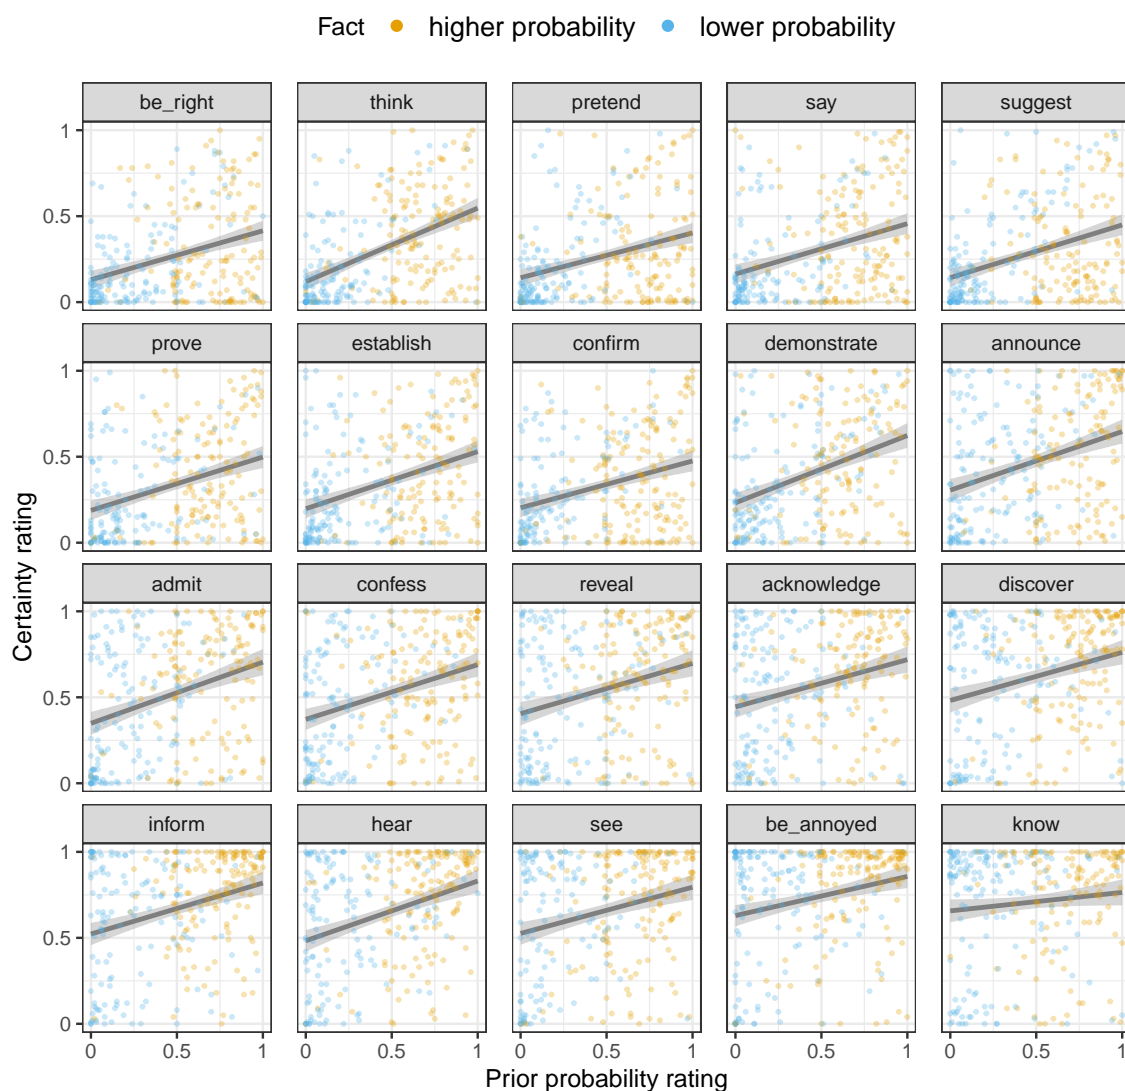 Fact higher probability lower probability
be_right think pretend say suggest
1
0.5
0
prove establish confirm demonstrate announce
1
0.5
0
admit confess reveal acknowledge discover
1
0.5
0
inform hear see be_annoyed know
1
0.5
0
0 0.5 1 0 0.5 1 0 0.5 1 0 0.5 1 0 0.5 1
Prior probability rating
Certainty rating